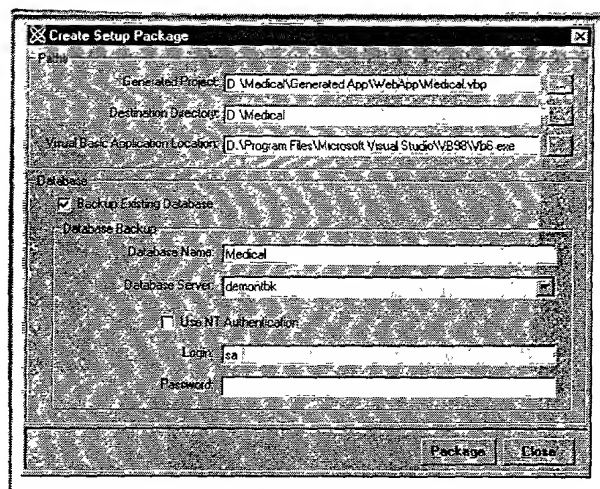 Create Setup Package
Paths
Generated Project: D:\Medical\Generated App\WebApp\Medical.vbp
Destination Directory: D:\Medical
Virtual Basic Application Location: D:\Program Files\Microsoft Visual Studio\VB98\Vb6.exe
Database
Backup Existing Database
Database Backup
Database Name: Medical
Database Server: demontbk
Use NT Authentication
Login: sa
Password:
Package Close